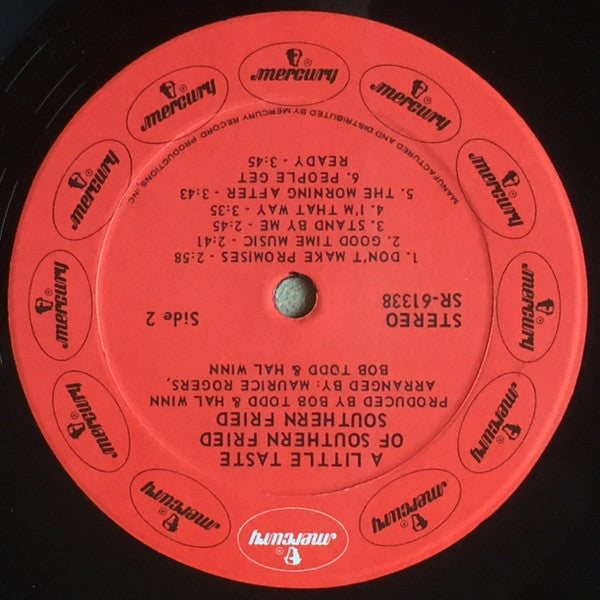 mercury
A LITTLE TASTE
OF SOUTHERN FRIED
SOUTHERN FRIED
PRODUCED BY BOB TODD & HAL WINN
ARRANGED BY: MAURICE ROGERS,
BOB TODD & HAL WINN
STEREO
SR-61338
Side 2
1. DON'T MAKE PROMISES - 2:58
2. GOOD TIME MUSIC - 2:41
3. STAND BY ME - 2:45
4. I'M THAT WAY - 3:35
5. THE MORNING AFTER - 3:43
6. PEOPLE GET
READY - 3:45
MANUFACTURED AND DISTRIBUTED BY MERCURY RECORD PRODUCTIONS, INC.
mercury
mercury
mercury
mercury
mercury
mercury
mercury
mercury
mercury
mercury
mercury